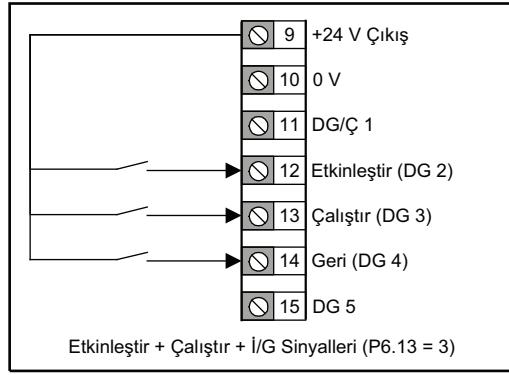 9 +24 V Çıkış
10 0 V
11 DG/Ç 1
12 Etkinleştir (DG 2)
13 Çalıştır (DG 3)
14 Geri (DG 4)
15 DG 5
Etkinleştir + Çalıştır + İ/G Sinyalleri (P6.13 = 3)